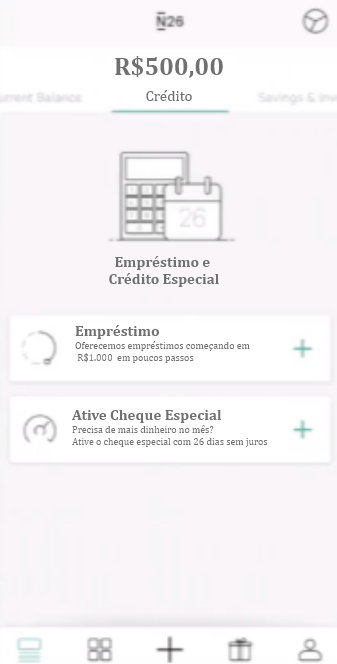 N26
R$500,00
urrent Balance
Crédito
Savings & Inv
26
Empréstimo e
Crédito Especial
Empréstimo
Oferecemos empréstimos começando em
R$1.000 em poucos passos
Ative Cheque Especial
Precisa de mais dinheiro no mês?
Ative o cheque especial com 26 dias sem juros